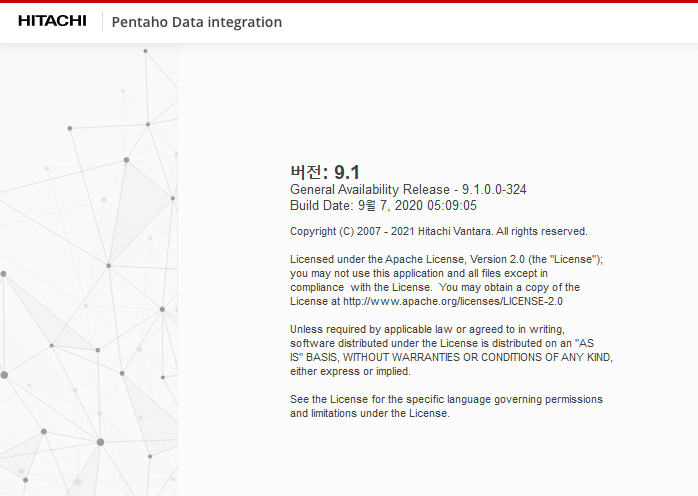 HITACHI Pentaho Data integration
버전: 9.1
General Availability Release - 9.1.0.0-324
Build Date: 9월 7, 2020 05:09:05
Copyright (C) 2007 - 2021 Hitachi Vantara. All rights reserved.
Licensed under the Apache License, Version 2.0 (the "License");
you may not use this application and all files except in
compliance  with the License.  You may obtain a copy of the
License at http://www.apache.org/licenses/LICENSE-2.0
Unless required by applicable law or agreed to in writing,
software distributed under the License is distributed on an "AS
IS" BASIS, WITHOUT WARRANTIES OR CONDITIONS OF ANY KIND,
either express or implied.
See the License for the specific language governing permissions
and limitations under the License.